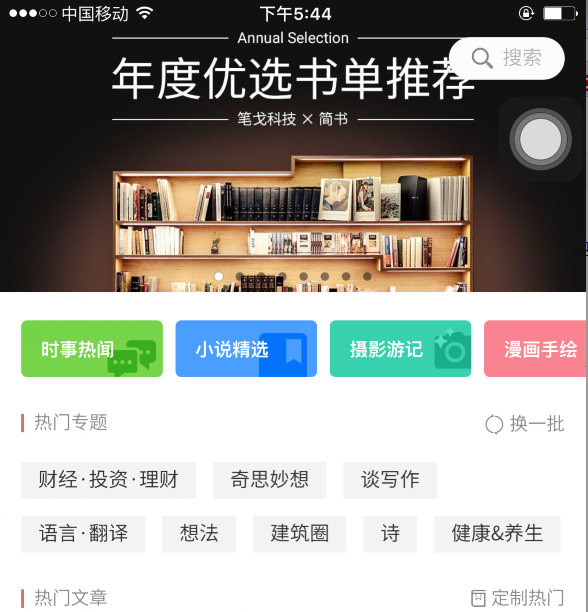 中国移动 下午5:44
Annual Selection
年度优选书单推荐
搜索
笔戈科技 × 简书
时事热闻 小说精选 摄影游记 漫画手绘
热门专题 换一批
财经·投资·理财 奇思妙想 谈写作
语言·翻译 想法 建筑圈 诗 健康&养生
热门文章 定制热门